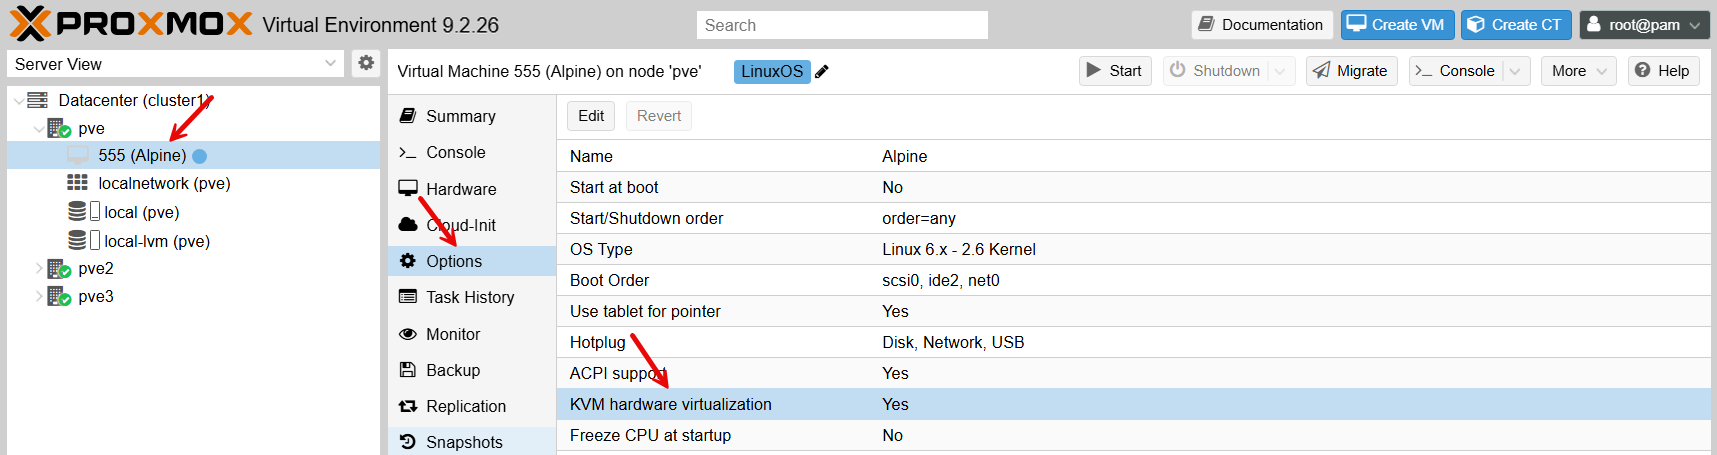 PROXMOX Virtual Environment 9.2.26
Search
Documentation
Create VM
Create CT
root@pam
Server View
Datacenter (cluster1)
pve
555 (Alpine)
localnetwork (pve)
local (pve)
local-lvm (pve)
pve2
pve3
Virtual Machine 555 (Alpine) on node 'pve'
LinuxOS
Start
Shutdown
Migrate
Console
More
Help
Summary
Console
Hardware
Cloud-Init
Options
Task History
Monitor
Backup
Replication
Snapshots
Edit
Revert
Name Alpine
Start at boot No
Start/Shutdown order order=any
OS Type Linux 6.x - 2.6 Kernel
Boot Order scsi0, ide2, net0
Use tablet for pointer Yes
Hotplug Disk, Network, USB
ACPI support Yes
KVM hardware virtualization Yes
Freeze CPU at startup No